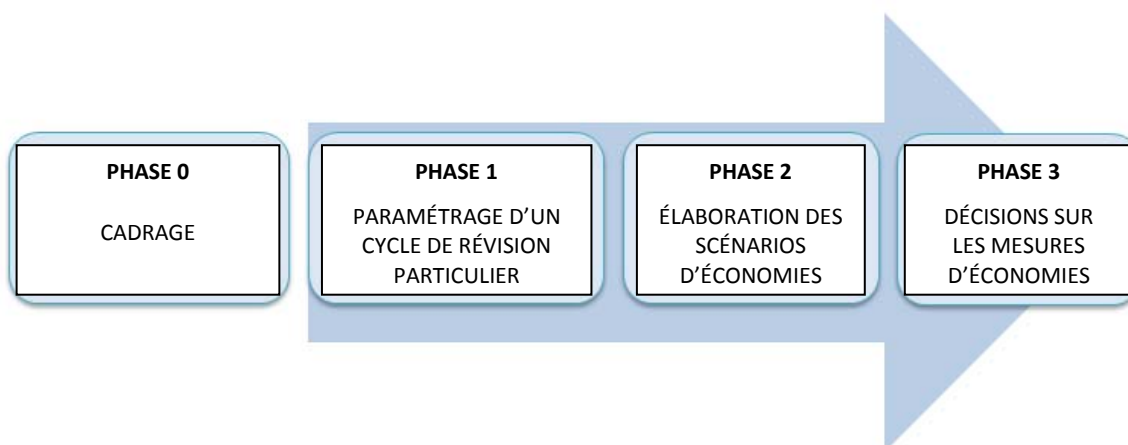 PHASE 0
CADRAGE
PHASE 1
PARAMÉTRAGE D’UN
CYCLE DE RÉVISION
PARTICULIER
PHASE 2
ÉLABORATION DES
SCÉNARIOS
D’ÉCONOMIES
PHASE 3
DÉCISIONS SUR
LES MESURES
D’ÉCONOMIES